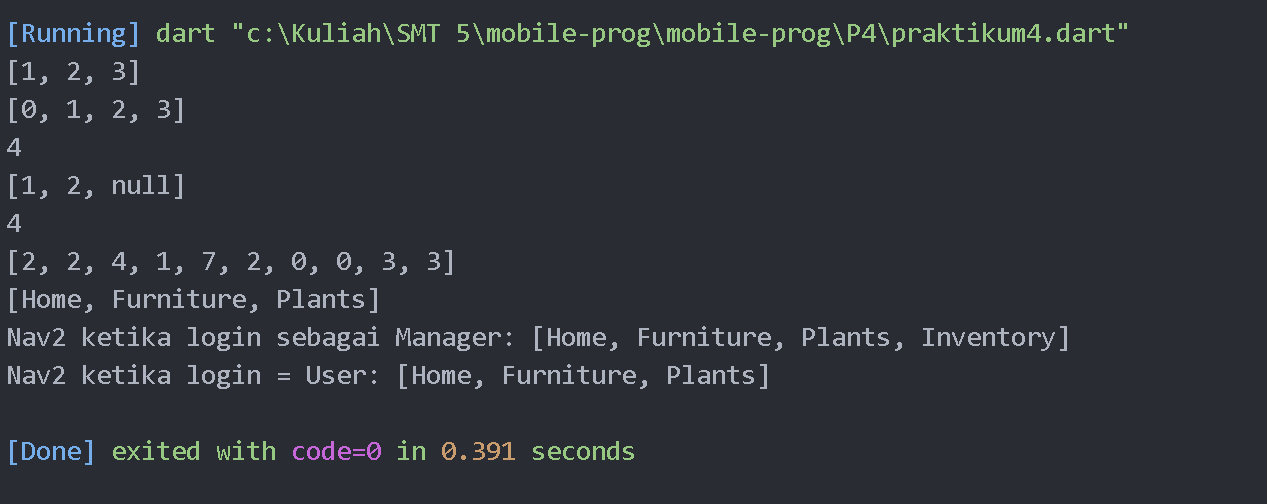 [Running] dart "c:\Kuliah\SMT 5\mobile-prog\mobile-prog\P4\praktikum4.dart"
[1, 2, 3]
[0, 1, 2, 3]
4
[1, 2, null]
4
[2, 2, 4, 1, 7, 2, 0, 0, 3, 3]
[Home, Furniture, Plants]
Nav2 ketika login sebagai Manager: [Home, Furniture, Plants, Inventory]
Nav2 ketika login = User: [Home, Furniture, Plants]
[Done] exited with code=0 in 0.391 seconds